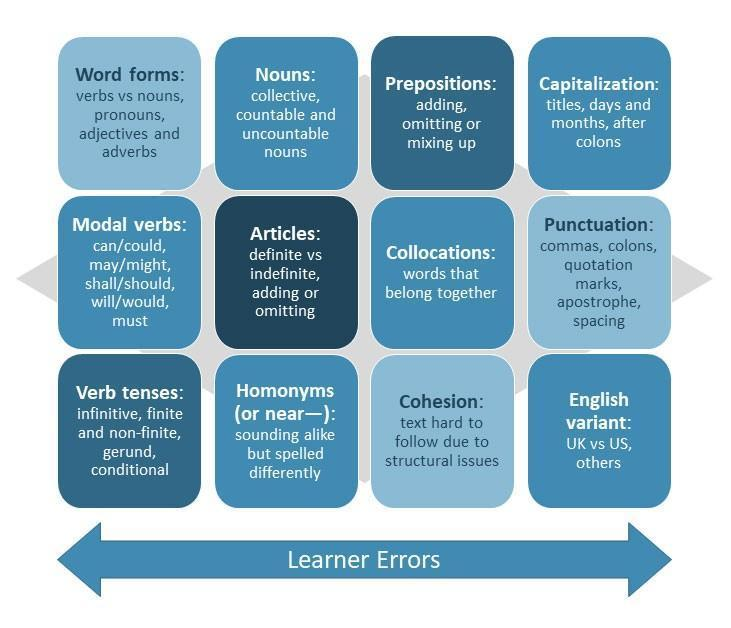 Word forms:
verbs vs nouns,
pronouns,
adjectives and
adverbs
Nouns:
collective,
countable and
uncountable
nouns
Prepositions:
adding,
omitting or
mixing up
Capitalization:
titles, days and
months, after
colons
Modal verbs:
can/could,
may/might,
shall/should,
will/would,
must
Articles:
definite vs
indefinite,
adding or
omitting
Collocations:
words that
belong together
Punctuation:
commas, colons,
quotation
marks,
apostrophe,
spacing
Verb tenses:
infinitive, finite
and non-finite,
gerund,
conditional
Homonyms
(or near—):
sounding alike
but spelled
differently
Cohesion:
text hard to
follow due to
structural issues
English
variant:
UK vs US,
others
Learner Errors